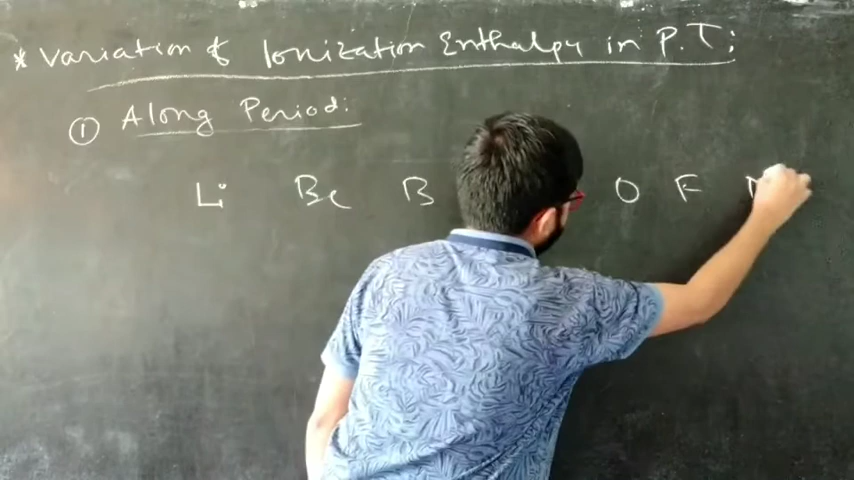 * Variation of Ionization Enthalpy in P.T:
① Along Period:
Li Be B O F